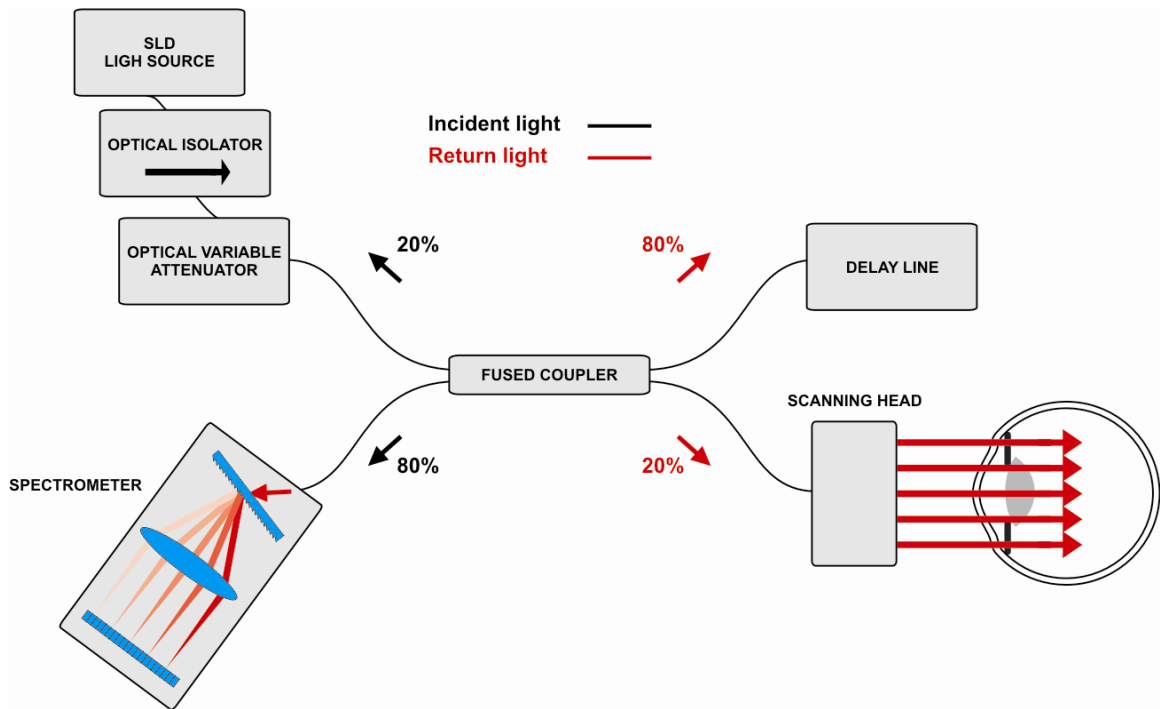 SLD
LIGH SOURCE
OPTICAL ISOLATOR
Incident light
Return light
OPTICAL VARIABLE
ATTENUATOR
20%
80%
DELAY LINE
FUSED COUPLER
SCANNING HEAD
80%
20%
SPECTROMETER